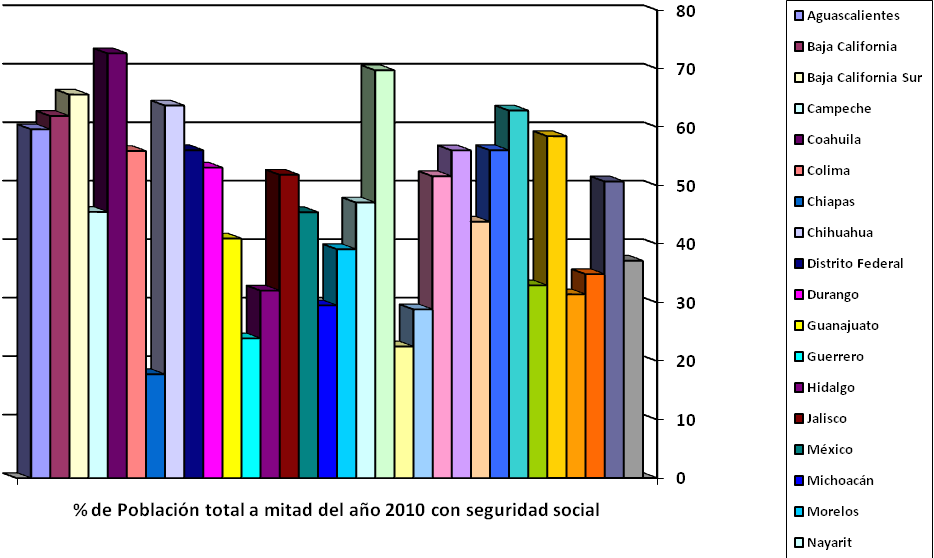 80
70
60
50
40
30
20
10
0
% de Población total a mitad del año 2010 con seguridad social
Aguascalientes
Baja California
Baja California Sur
Campeche
Coahuila
Colima
Chiapas
Chihuahua
Distrito Federal
Durango
Guanajuato
Guerrero
Hidalgo
Jalisco
México
Michoacán
Morelos
Nayarit